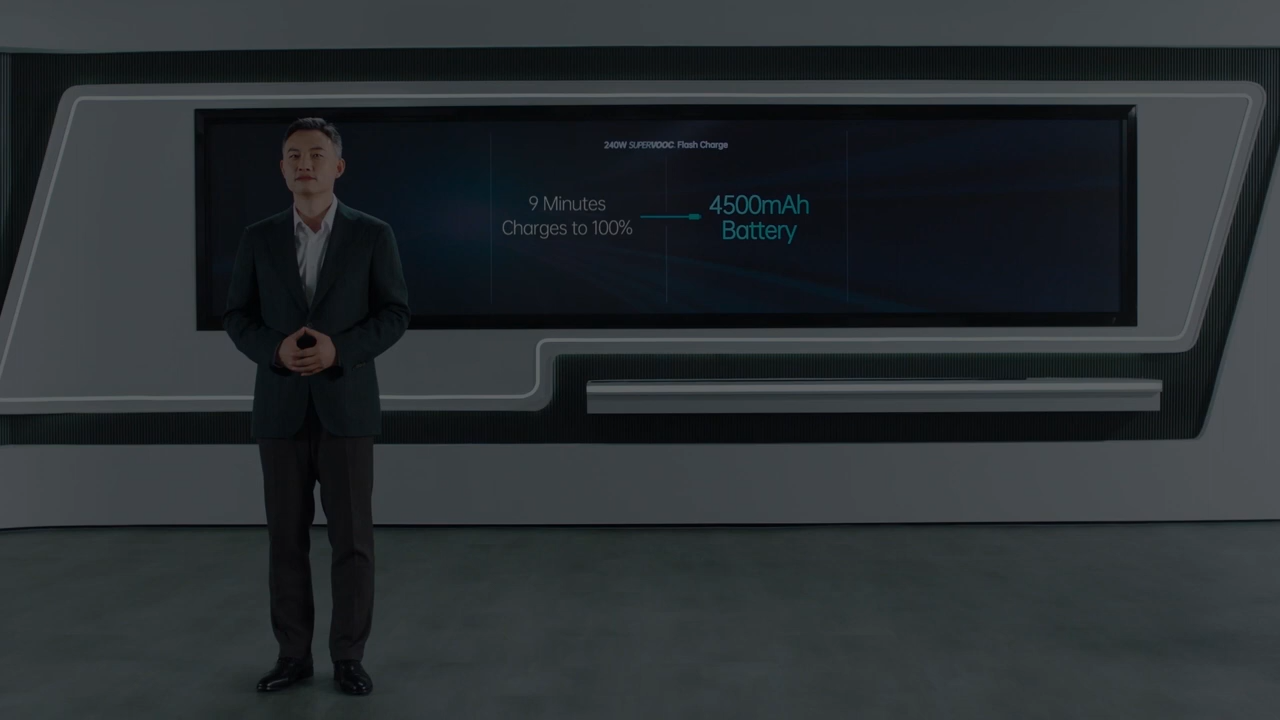 240W SUPERVOOC Flash Charge
9 Minutes
Charges to 100%
4500mAh
Battery